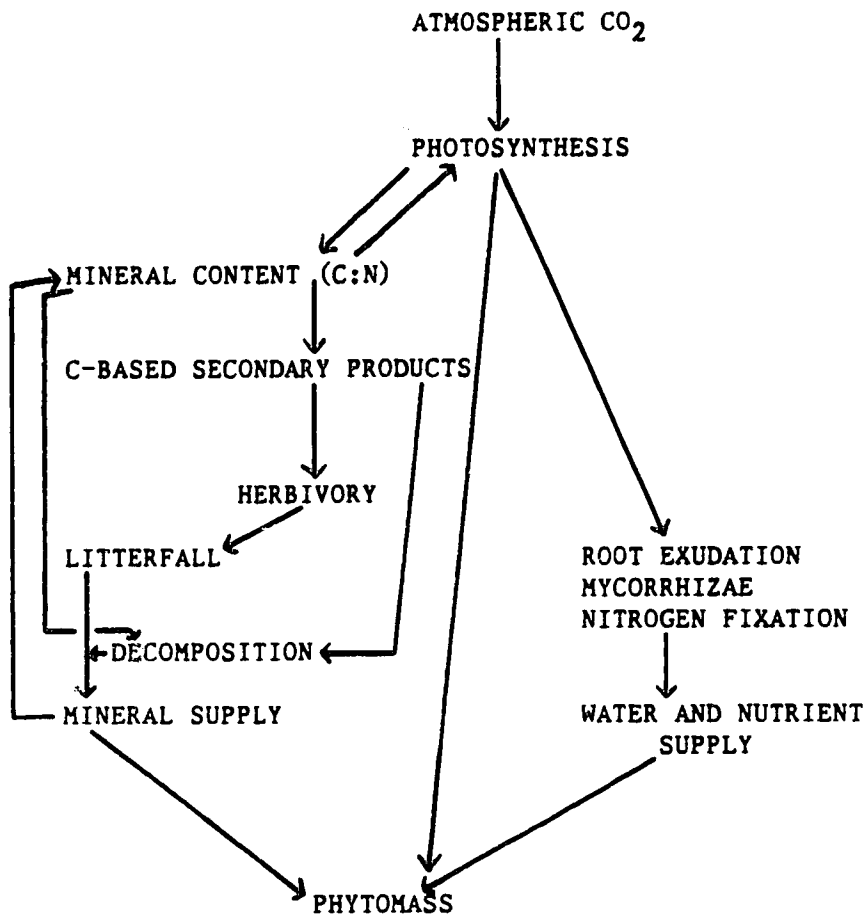 ATMOSPHERIC CO₂
PHOTOSYNTHESIS
MINERAL CONTENT (C:N)
C-BASED SECONDARY PRODUCTS
HERBIVORY
LITTERFALL
ROOT EXUDATION
MYCORRHIZAE
NITROGEN FIXATION
DECOMPOSITION
MINERAL SUPPLY
WATER AND NUTRIENT
SUPPLY
PHYTOMASS